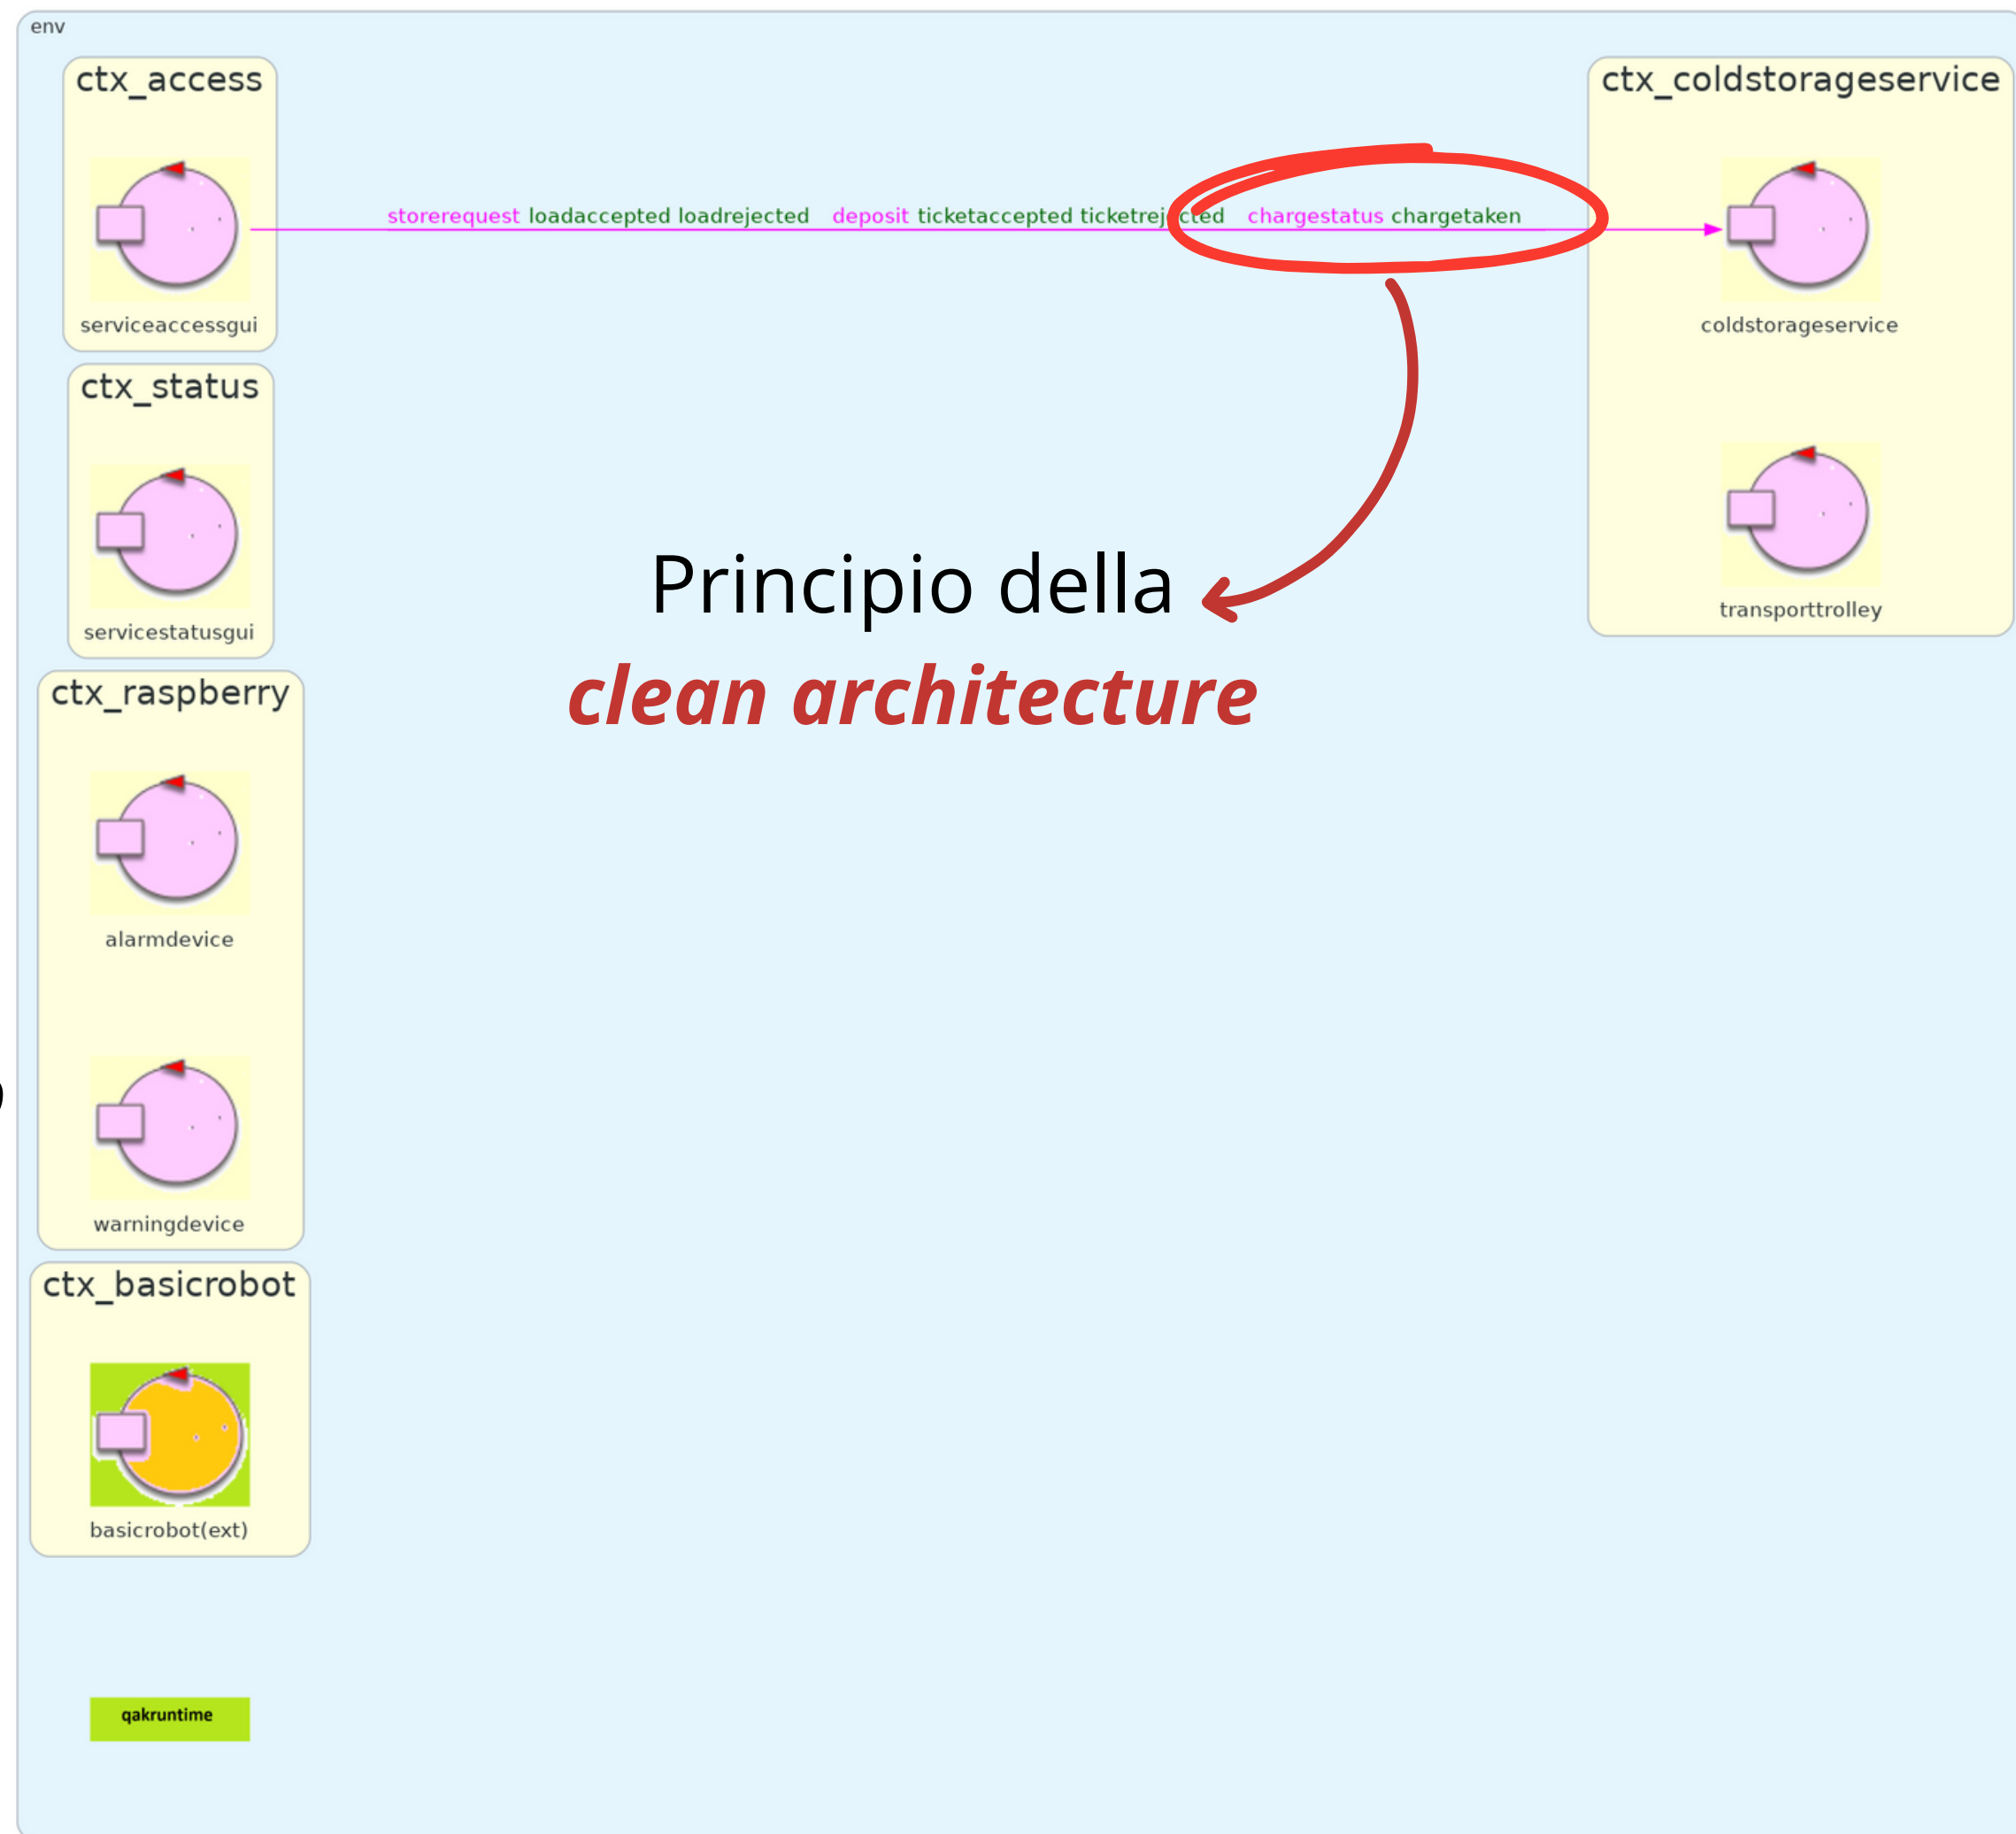 env
ctx_access
serviceaccessgui
ctx_coldstorageservice
coldstorageservice
transporttrolley
storerequest loadaccepted loadrejected deposit ticketaccepted ticketrejected chargestatus chargetaken
ctx_status
servicestatusgui
Principio della
clean architecture
ctx_raspberry
alarmdevice
warningdevice
ctx_basicrobot
basicrobot(ext)
qakruntime